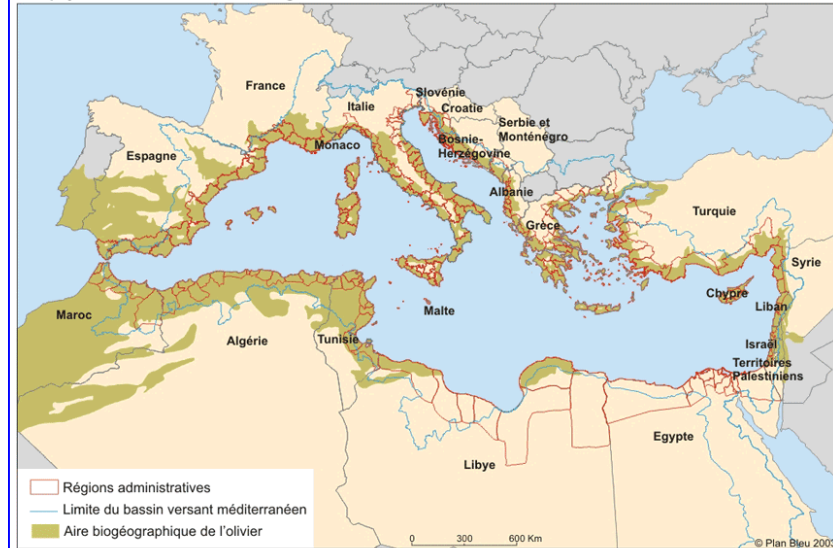 France
Slovénie
Croatie
Italie
Serbie et
Monténégro
Bosnie-
Herzégovine
Monaco
Espagne
Albanie
Grèce
Turquie
Syrie
Chypre
Liban
Maroc
Malte
Algérie
Tunisie
Israël
Territoires
Palestiniens
Libye
Egypte
Régions administratives
Limite du bassin versant méditerranéen
Aire biogéographique de l'olivier
0 300 600 Km
© Plan Bleu 2003